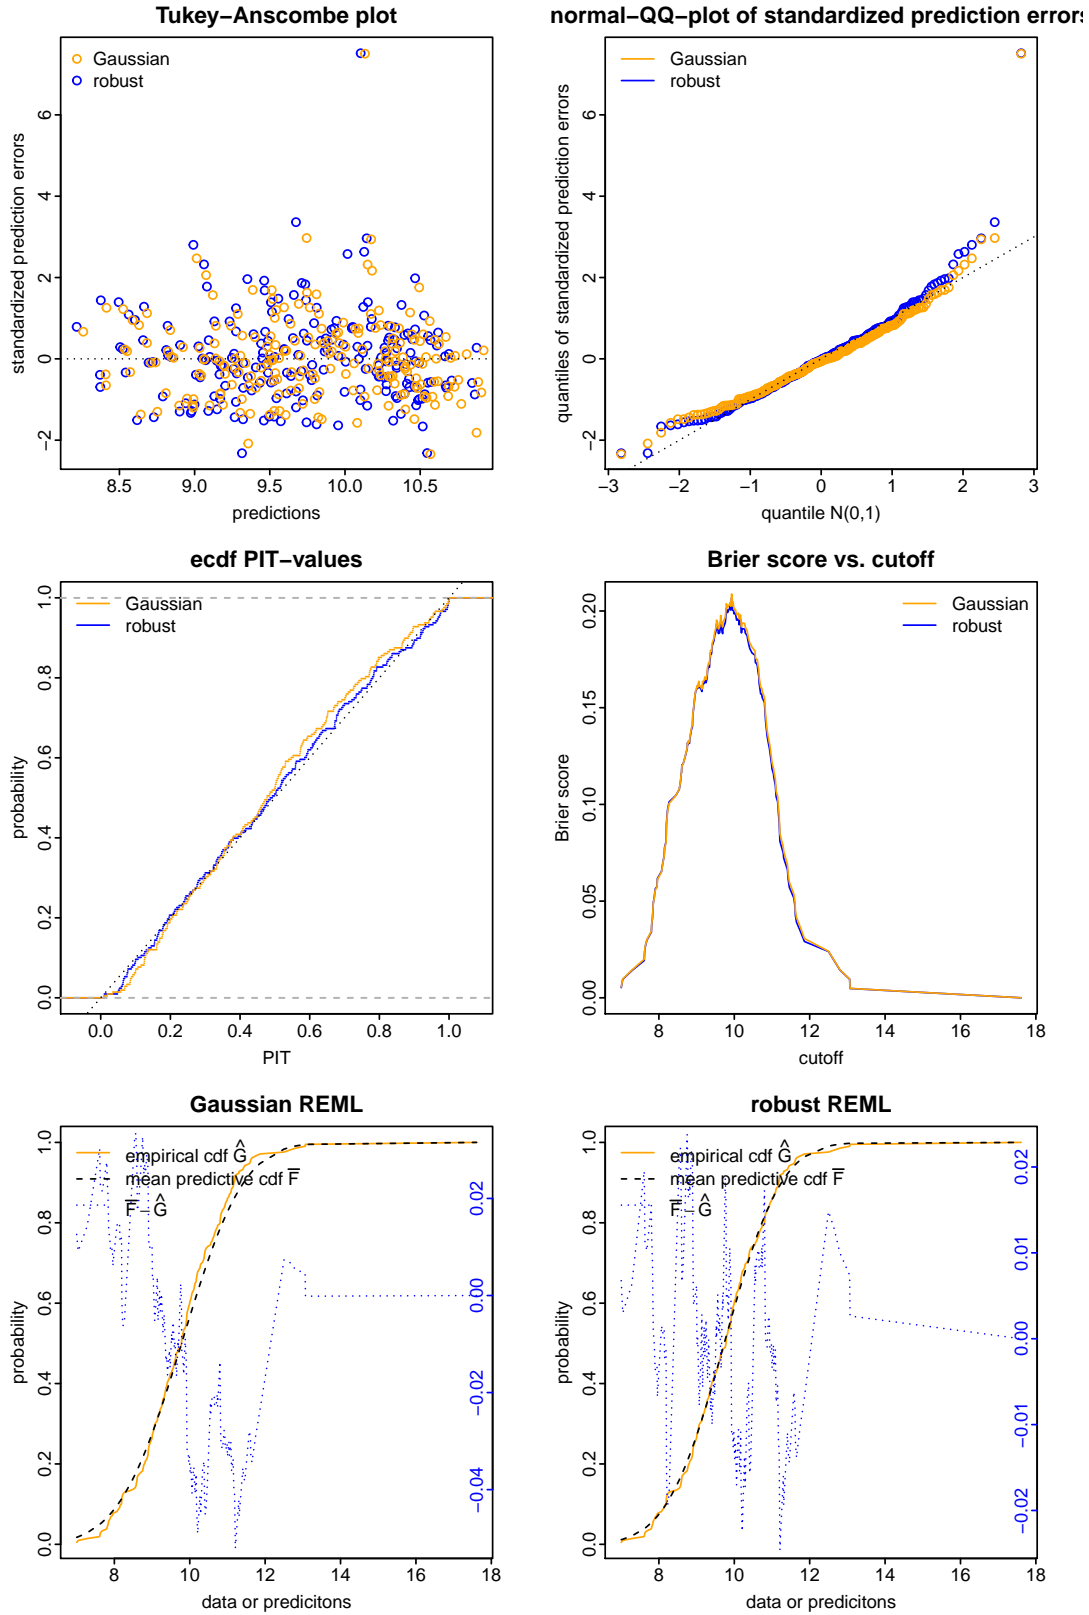 Tukey−Anscombe plot
Gaussian
robust
standardized prediction errors
−2 0 2 4 6
8.5 9.0 9.5 10.0 10.5
predictions
normal−QQ−plot of standardized prediction errors
Gaussian
robust
quantiles of standardized prediction errors
−2 0 2 4 6
−3 −2 −1 0 1 2 3
quantile N(0,1)
ecdf PIT−values
Gaussian
robust
probability
0.0 0.2 0.4 0.6 0.8 1.0
0.0 0.2 0.4 0.6 0.8 1.0
PIT
Brier score vs. cutoff
Gaussian
robust
Brier score
0.00 0.05 0.10 0.15 0.20
8 10 12 14 16 18
cutoff
Gaussian REML
empirical cdf Ĝ
mean predictive cdf F̅
F̅−Ĝ
probability
0.0 0.2 0.4 0.6 0.8 1.0
−0.04 −0.02 0.00 0.02
8 10 12 14 16 18
data or predicitons
robust REML
empirical cdf Ĝ
mean predictive cdf F̅
F̅−Ĝ
probability
0.0 0.2 0.4 0.6 0.8 1.0
−0.02 −0.01 0.00 0.01 0.02
8 10 12 14 16 18
data or predicitons